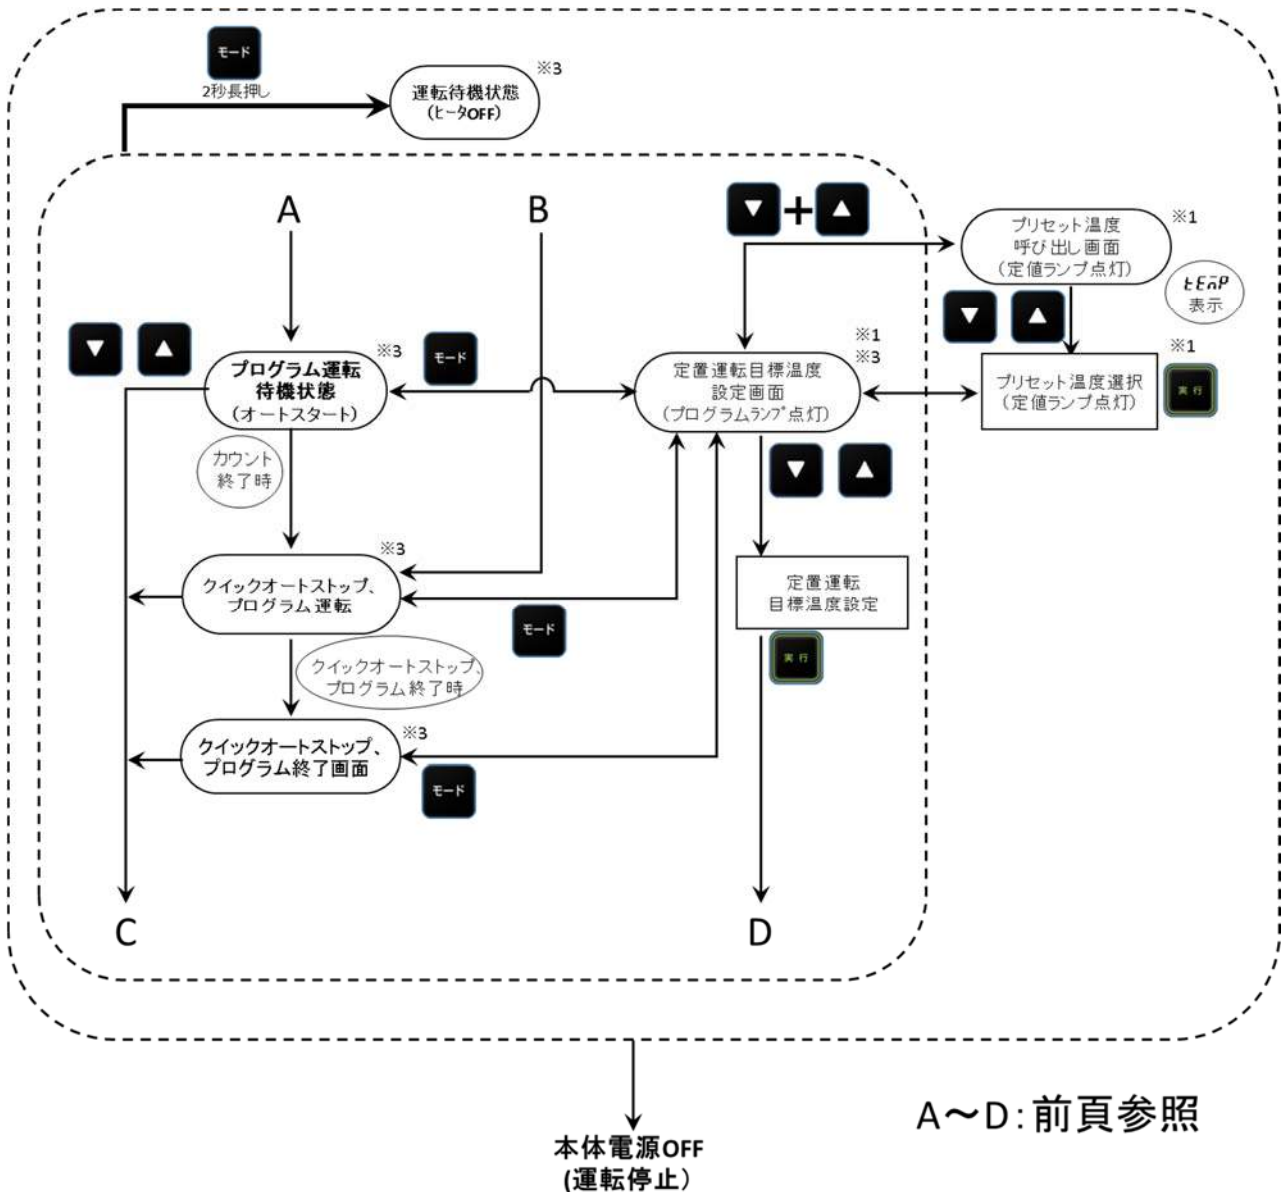 モード
2秒長押し
※3
運転待機状態
(ヒータOFF)
A
B
▼
+
▲
※1
プリセット温度
呼び出し画面
(定値ランプ点灯)
tEmP
表示
▼
▲
▼
▲
※3
モード
※1
※3
※1
プログラム運転
待機状態
(オートスタート)
定置運転目標温度
設定画面
(プログラムランプ点灯)
プリセット温度選択
(定値ランプ点灯)
実行
カウント
終了時
▼
▲
※3
クイックオートストップ、
プログラム運転
モード
定置運転
目標温度設定
実行
クイックオートストップ、
プログラム終了時
※3
クイックオートストップ、
プログラム終了画面
モード
C
D
A～D:前頁参照
本体電源OFF
(運転停止)